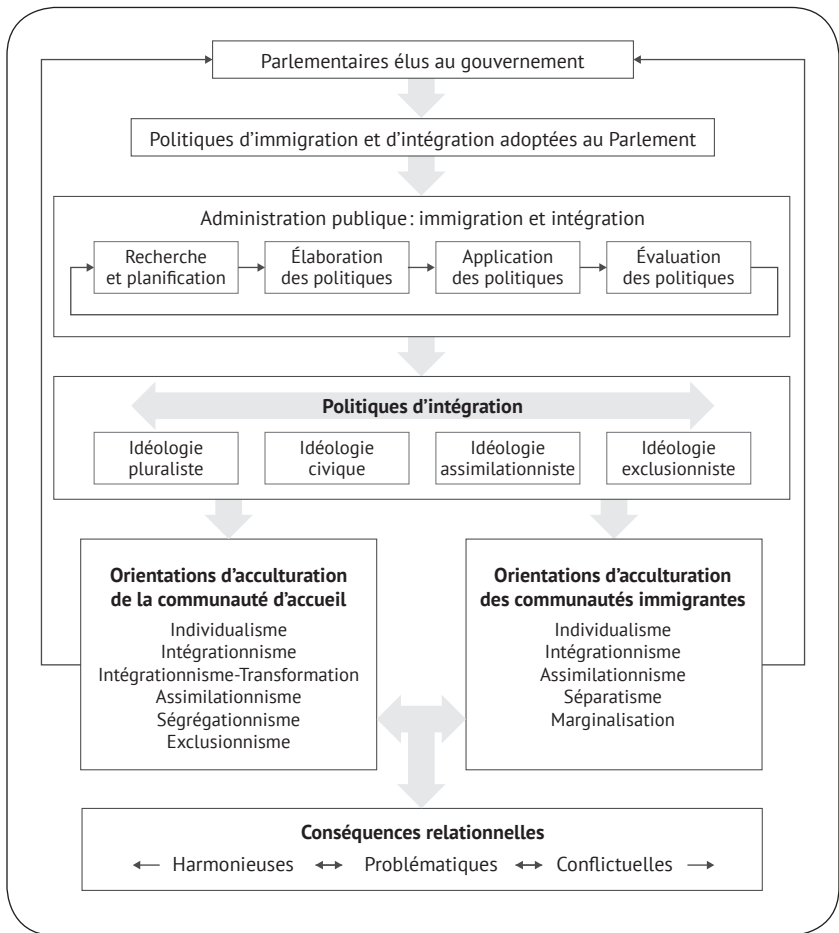 Parlementaires élus au gouvernement
Politiques d’immigration et d’intégration adoptées au Parlement
Administration publique : immigration et intégration
Recherche
et planification
Élaboration
des politiques
Application
des politiques
Évaluation
des politiques
Politiques d’intégration
Idéologie
pluraliste
Idéologie
civique
Idéologie
assimilationniste
Idéologie
exclusionniste
Orientations d’acculturation
de la communauté d’accueil
Individualisme
Intégrationnisme
Intégrationnisme-Transformation
Assimilationnisme
Ségrégationnisme
Exclusionnisme
Orientations d’acculturation
des communautés immigrantes
Individualisme
Intégrationnisme
Assimilationnisme
Séparatisme
Marginalisation
Conséquences relationnelles
Harmonieuses Problématiques Conflictuelles